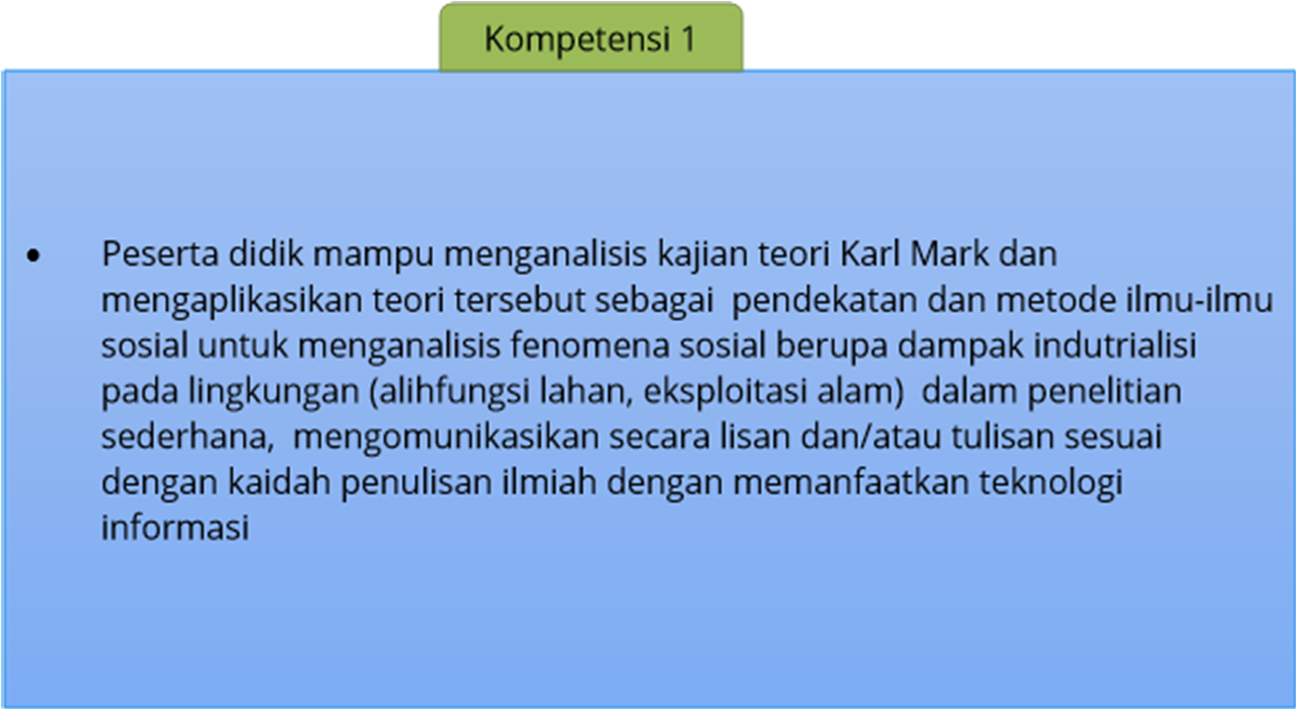 Kompetensi 1
• Peserta didik mampu menganalisis kajian teori Karl Mark dan
mengaplikasikan teori tersebut sebagai  pendekatan dan metode ilmu-ilmu
sosial untuk menganalisis fenomena sosial berupa dampak indutrialisi
pada lingkungan (alihfungsi lahan, eksploitasi alam)  dalam penelitian
sederhana,  mengomunikasikan secara lisan dan/atau tulisan sesuai
dengan kaidah penulisan ilmiah dengan memanfaatkan teknologi
informasi